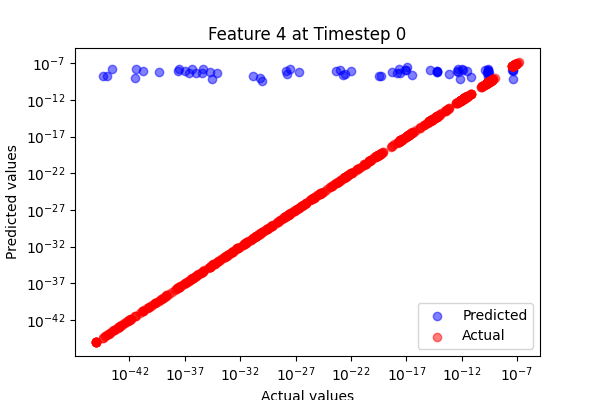 Feature 4 at Timestep 0
Predicted values
10⁻⁷
10⁻¹²
10⁻¹⁷
10⁻²²
10⁻²⁷
10⁻³²
10⁻³⁷
10⁻⁴²
Predicted
Actual
10⁻⁴² 10⁻³⁷ 10⁻³² 10⁻²⁷ 10⁻²² 10⁻¹⁷ 10⁻¹² 10⁻⁷
Actual values